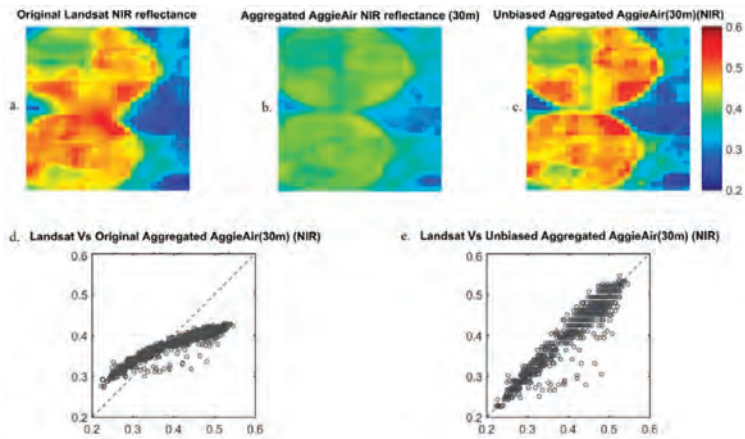 Original Landsat NIR reflectance
Aggregated AggieAir NIR reflectance (30m)
Unbiased Aggregated AggieAir(30m)(NIR)
a.
b.
c.
0.6
0.5
0.4
0.3
0.2
d. Landsat Vs Original Aggregated AggieAir(30m) (NIR)
0.6
0.5
0.4
0.3
0.2
0.2 0.3 0.4 0.5 0.6
e. Landsat Vs Unbiased Aggregated AggieAir(30m) (NIR)
0.6
0.5
0.4
0.3
0.2
0.2 0.3 0.4 0.5 0.6